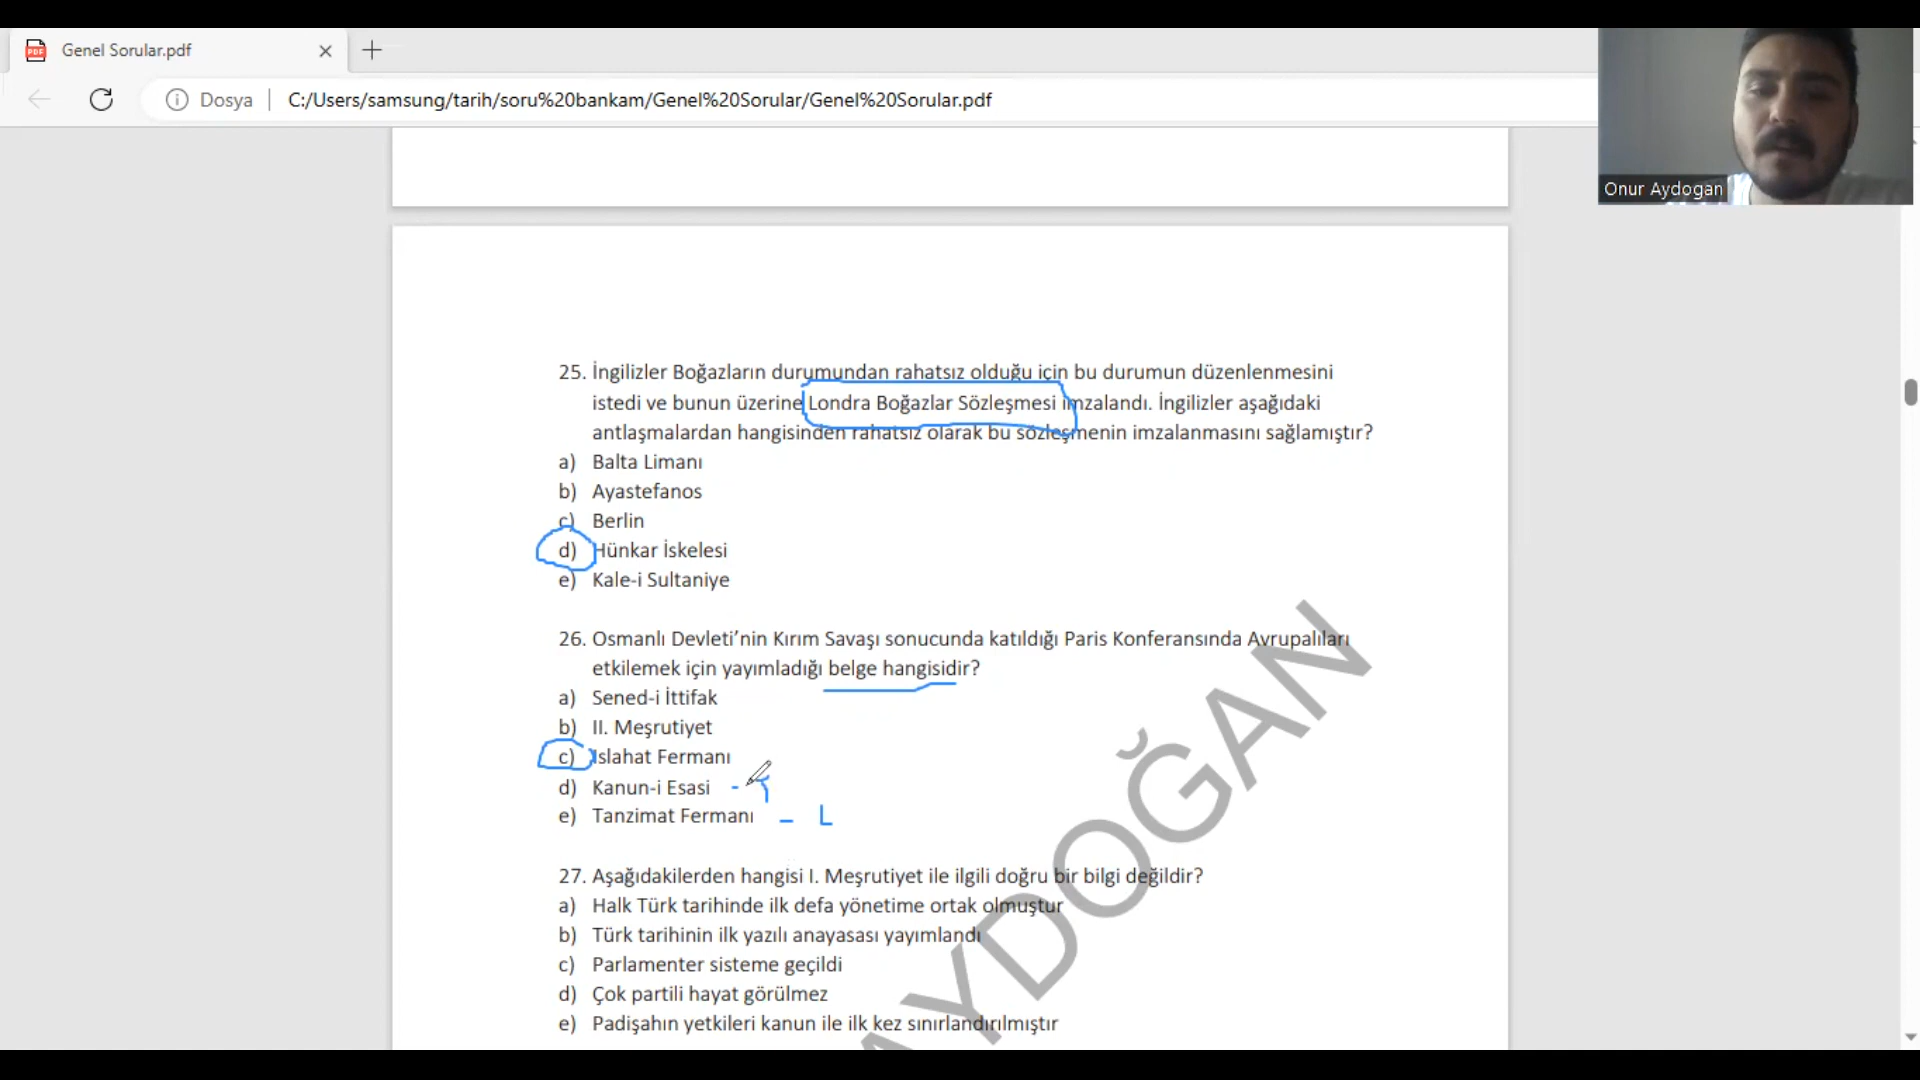 Genel Sorular.pdf
Dosya
C:/Users/samsung/tarih/soru%20bankam/Genel%20Sorular/Genel%20Sorular.pdf
Onur Aydogan
25. İngilizler Boğazların durumundan rahatsız olduğu için bu durumun düzenlenmesini
istedi ve bunun üzerine Londra Boğazlar Sözleşmesi imzalandı. İngilizler aşağıdaki
antlaşmalardan hangisinden rahatsız olarak bu sözleşmenin imzalanmasını sağlamıştır?
a) Balta Limanı
b) Ayastefanos
c) Berlin
d) Hünkar İskelesi
e) Kale-i Sultaniye
26. Osmanlı Devleti’nin Kırım Savaşı sonucunda katıldığı Paris Konferansında Avrupalıları
etkilemek için yayımladığı belge hangisidir?
a) Sened-i İttifak
b) II. Meşrutiyet
c) Islahat Fermanı
d) Kanun-i Esasi
e) Tanzimat Fermanı - L
27. Aşağıdakilerden hangisi I. Meşrutiyet ile ilgili doğru bir bilgi değildir?
a) Halk Türk tarihinde ilk defa yönetime ortak olmuştur
b) Türk tarihinin ilk yazılı anayasası yayımlandı
c) Parlamenter sisteme geçildi
d) Çok partili hayat görülmez
e) Padişahın yetkileri kanun ile ilk kez sınırlandırılmıştır
AYDOĞAN